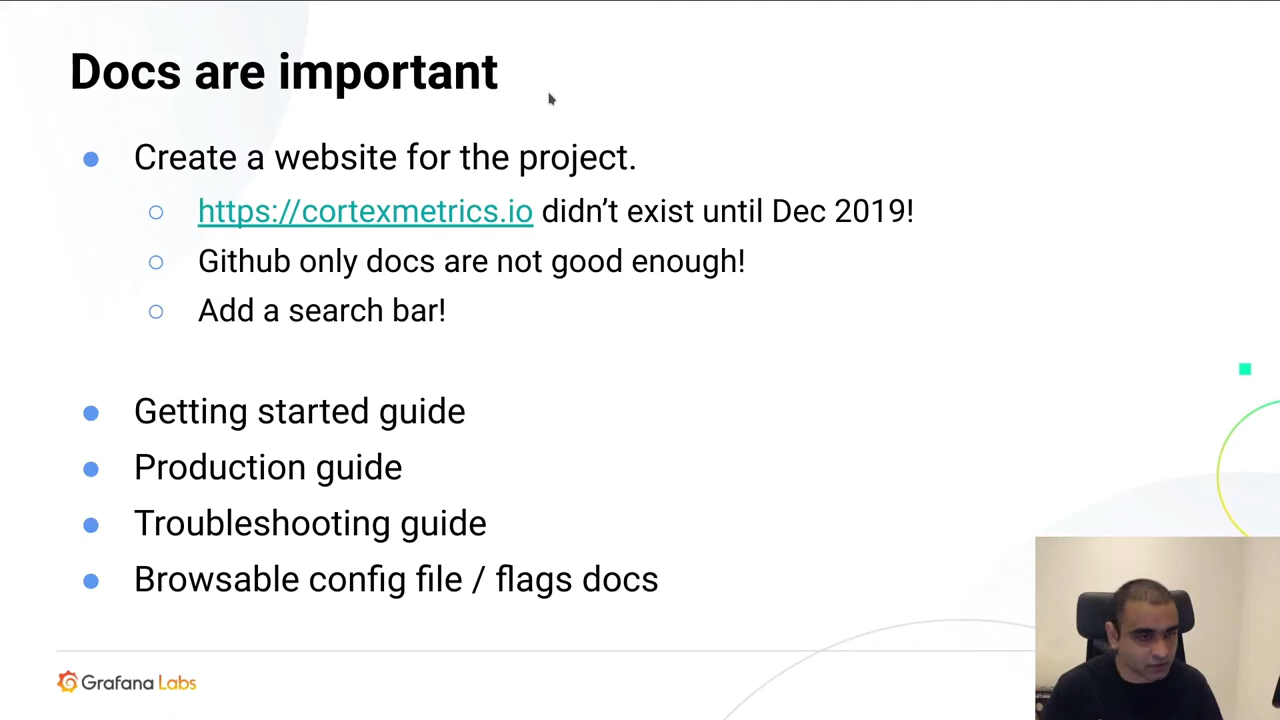 Docs are important
Create a website for the project.
https://cortexmetrics.io didn't exist until Dec 2019!
Github only docs are not good enough!
Add a search bar!
Getting started guide
Production guide
Troubleshooting guide
Browsable config file / flags docs
Grafana Labs